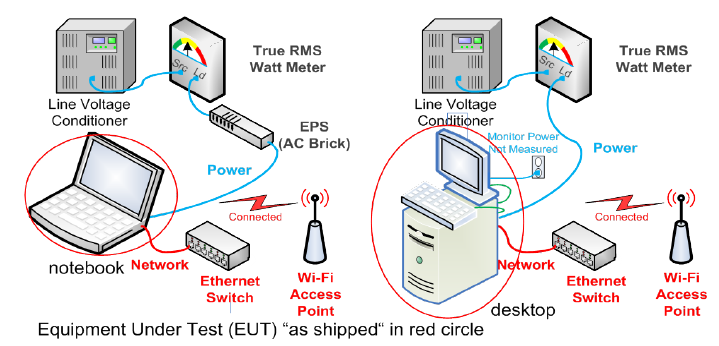 True RMS
Watt Meter
Src Ld
Line Voltage
Conditioner
EPS
(AC Brick)
Power
Connected
notebook
Network
Ethernet
Switch
Wi-Fi
Access
Point
True RMS
Watt Meter
Src Ld
Line Voltage
Conditioner
Monitor Power
Not Measured
Power
Connected
Network
desktop
Ethernet
Switch
Wi-Fi
Access
Point
Equipment Under Test (EUT) “as shipped“ in red circle